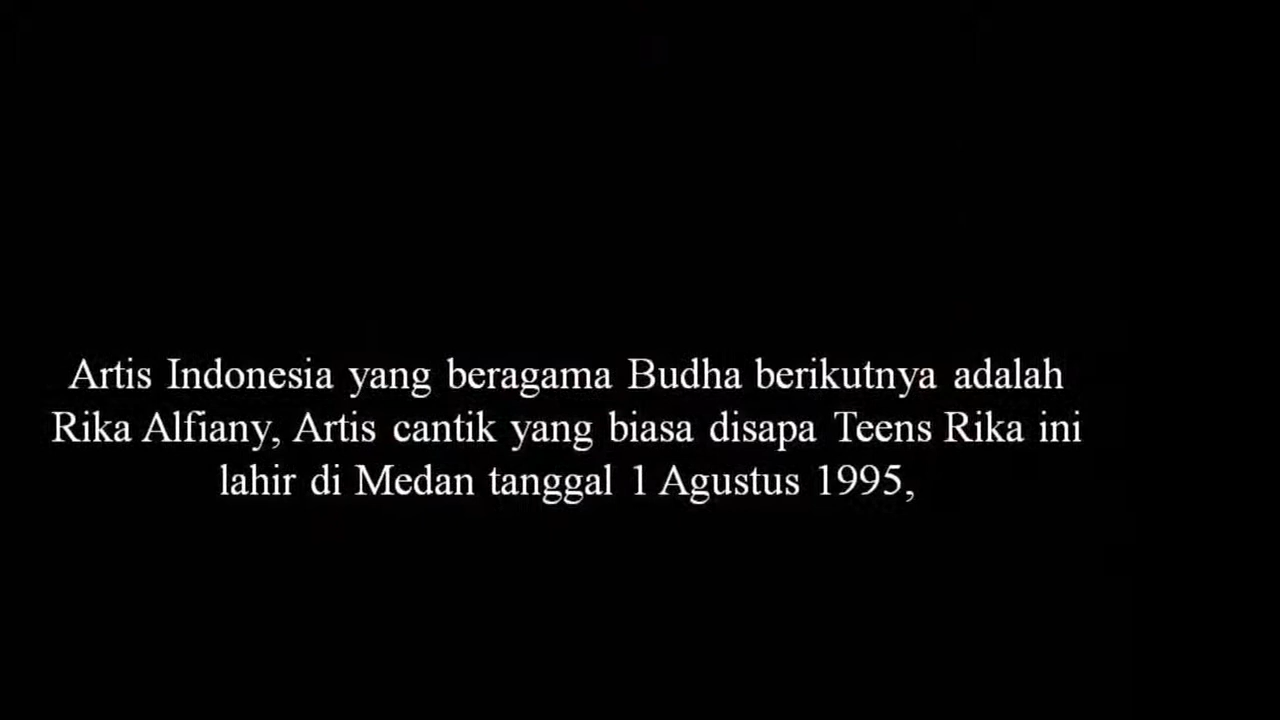 Artis Indonesia yang beragama Budha berikutnya adalah
Rika Alfiany, Artis cantik yang biasa disapa Teens Rika ini
lahir di Medan tanggal 1 Agustus 1995,